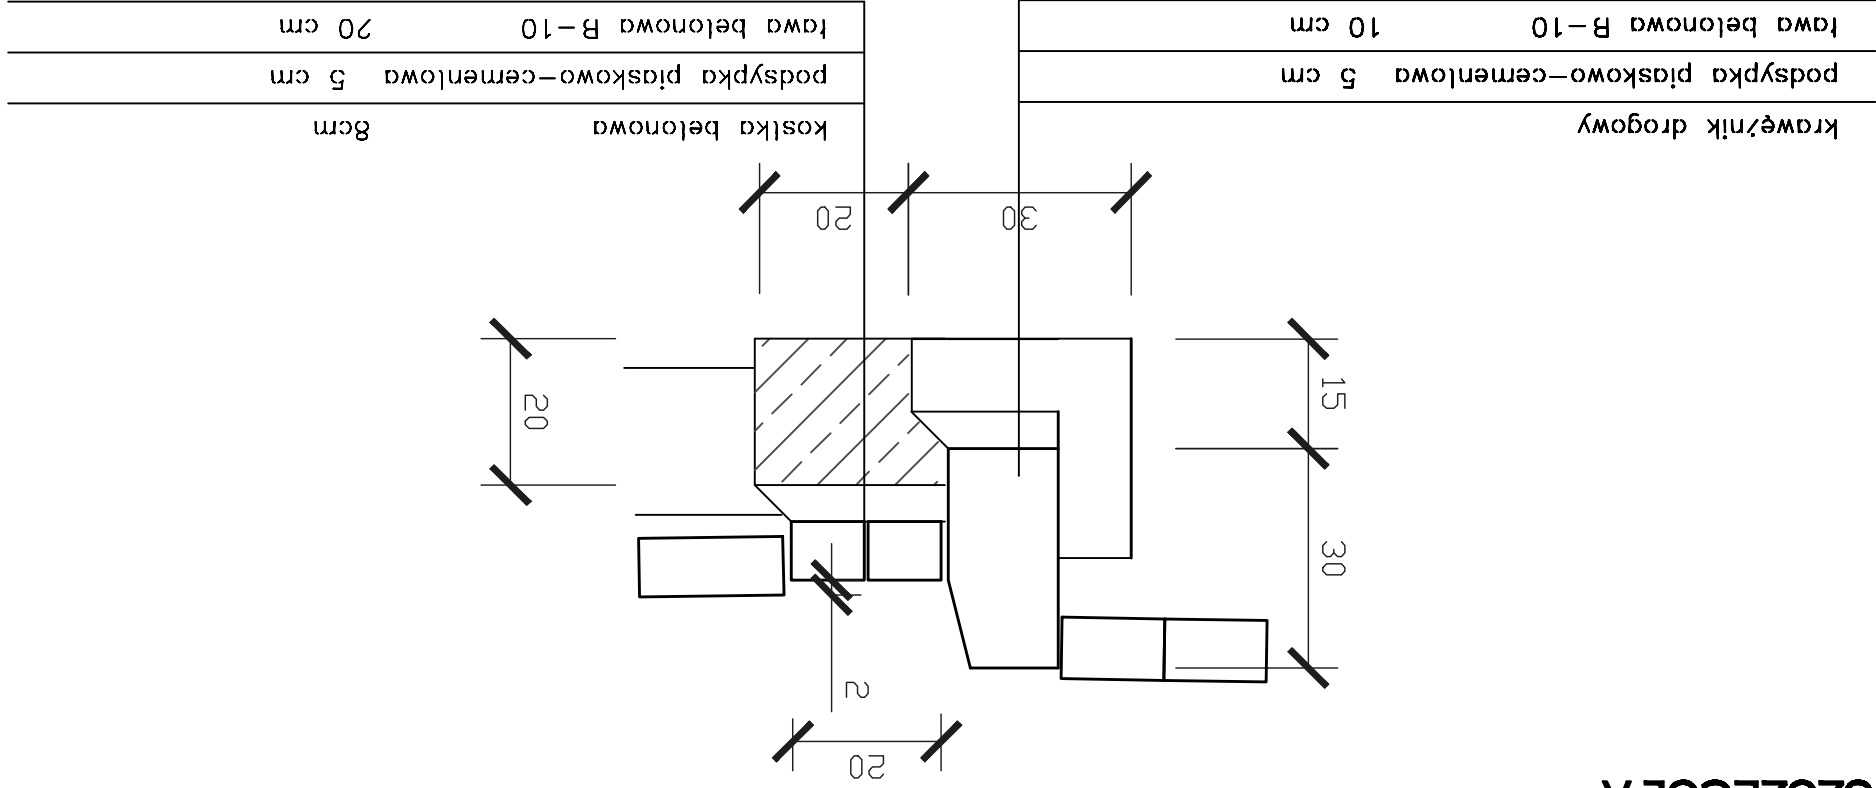 SZCZEGÓŁ A
20
2
30
20
15
30
20
krawężnik drogowy
podsypka piaskowo-cementowa 5 cm
ława betonowa B-10 10 cm
kostka betonowa 8cm
podsypka piaskowo-cementowa 5 cm
ława betonowa B-10 20 cm